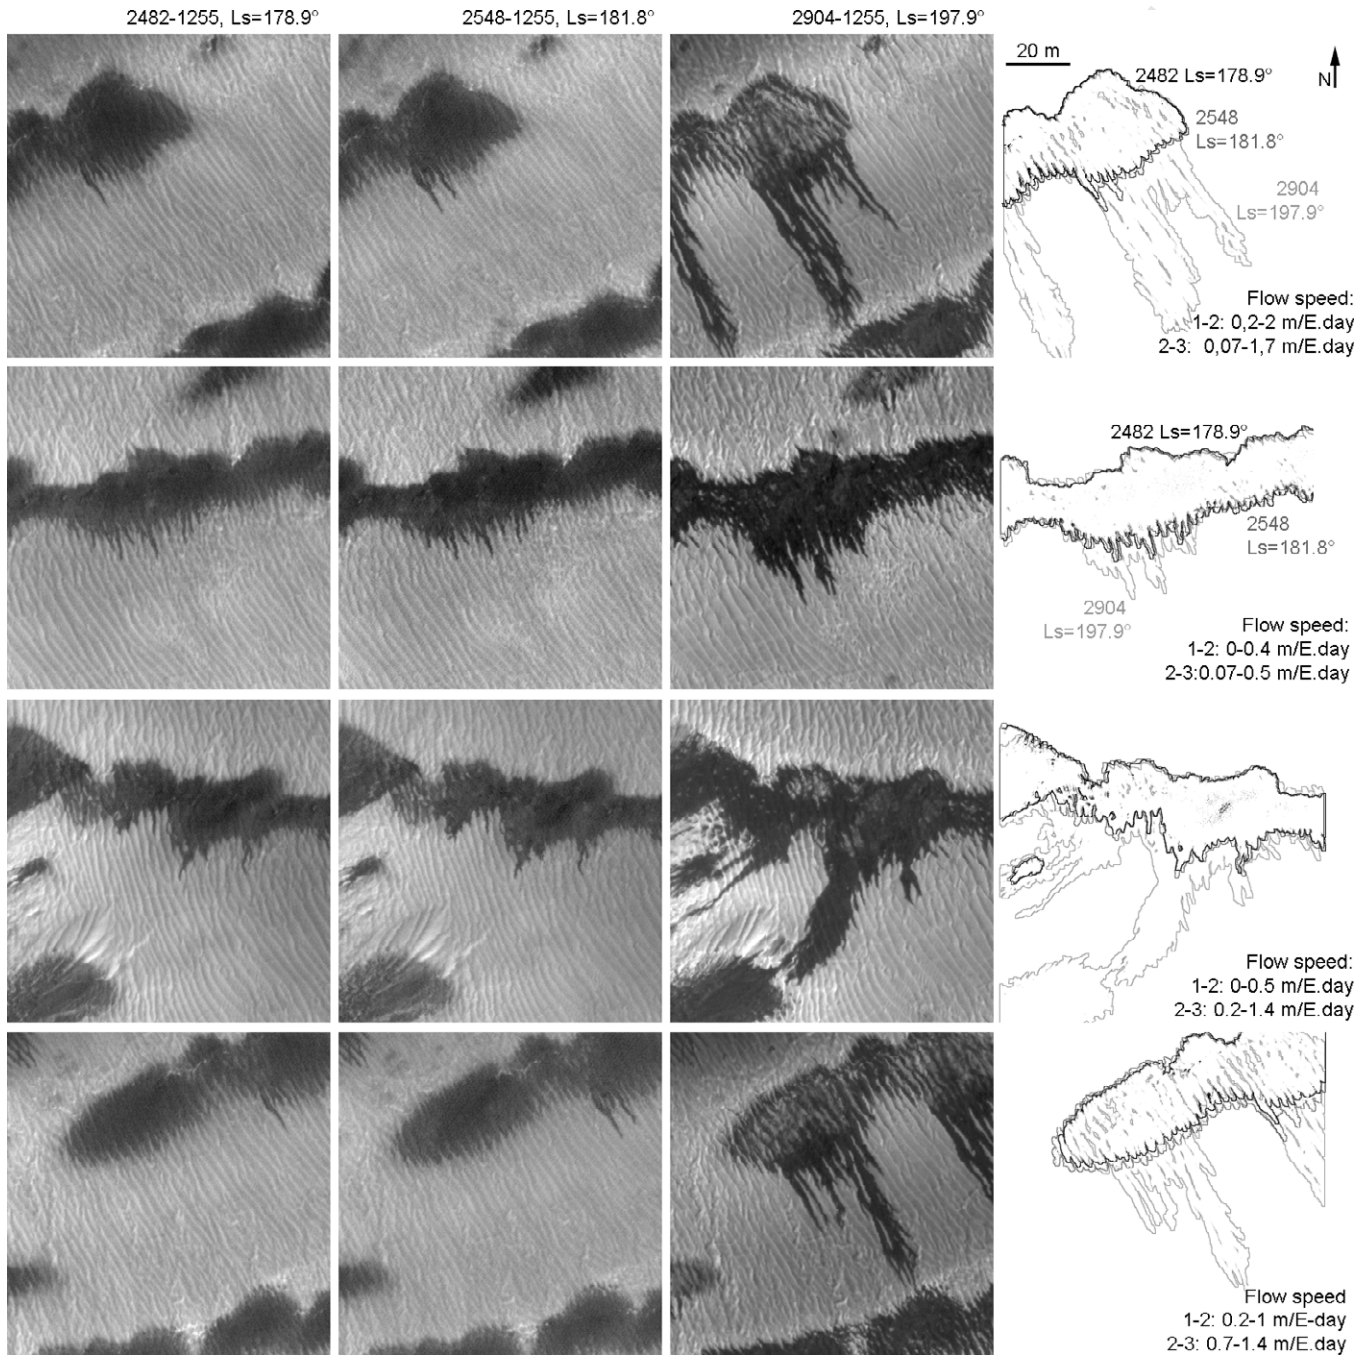 2482-1255, Ls=178.9°
2548-1255, Ls=181.8°
2904-1255, Ls=197.9°
20 m
N
2482 Ls=178.9°
2548
Ls=181.8°
2904
Ls=197.9°
Flow speed:
1-2: 0,2-2 m/E.day
2-3: 0,07-1,7 m/E.day
2482 Ls=178.9°
2548
Ls=181.8°
2904
Ls=197.9°
Flow speed:
1-2: 0-0.4 m/E.day
2-3:0.07-0.5 m/E.day
Flow speed:
1-2: 0-0.5 m/E.day
2-3: 0.2-1.4 m/E.day
Flow speed
1-2: 0.2-1 m/E-day
2-3: 0.7-1.4 m/E.day